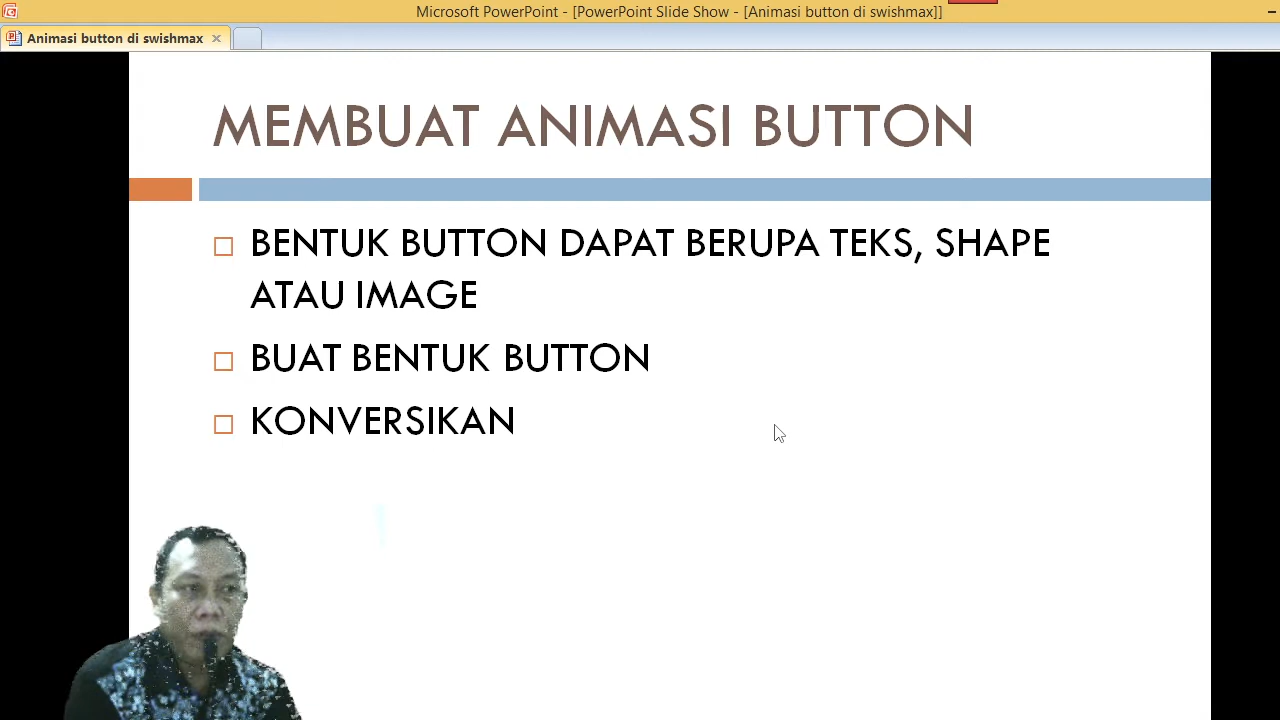 Microsoft PowerPoint - [PowerPoint Slide Show - [Animasi button di swishmax]]
Animasi button di swishmax
MEMBUAT ANIMASI BUTTON
BENTUK BUTTON DAPAT BERUPA TEKS, SHAPE
ATAU IMAGE
BUAT BENTUK BUTTON
KONVERSIKAN